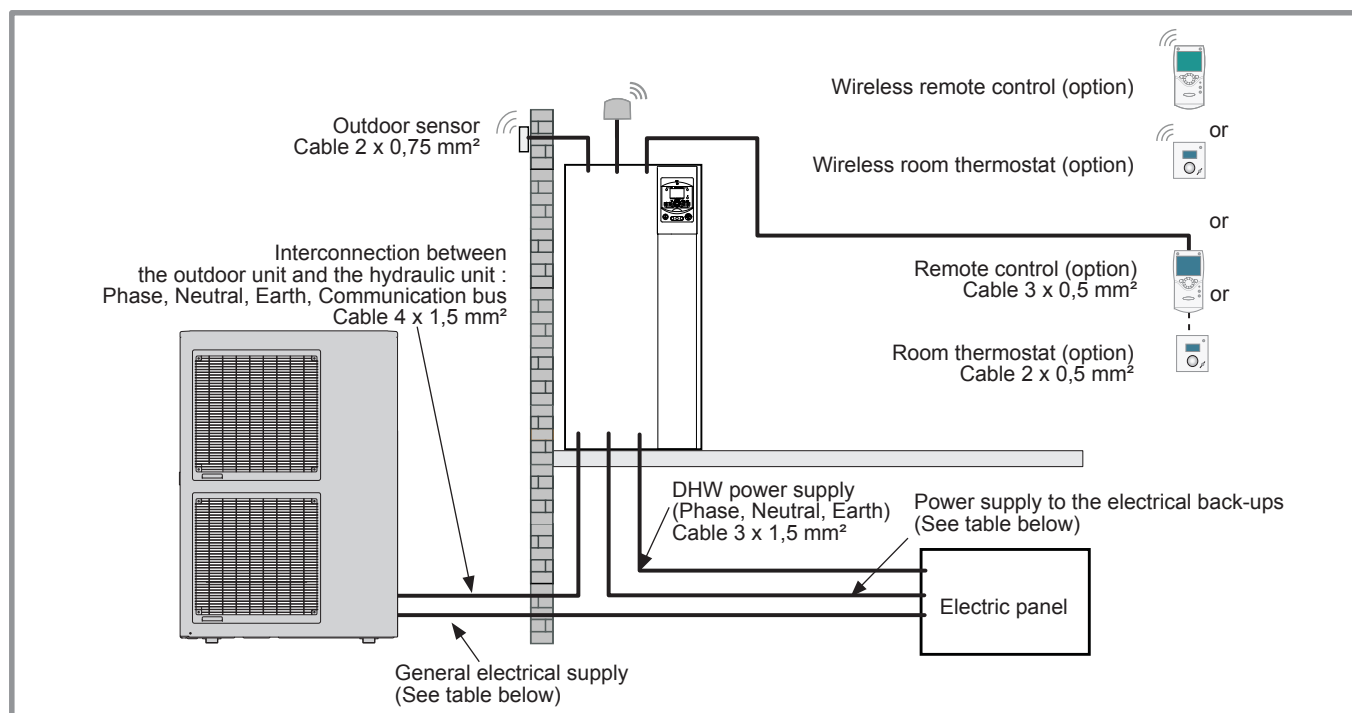 Wireless remote control (option)
or
Outdoor sensor
Cable 2 x 0,75 mm²
Wireless room thermostat (option)
or
Interconnection between
the outdoor unit and the hydraulic unit :
Phase, Neutral, Earth, Communication bus
Cable 4 x 1,5 mm²
Remote control (option)
Cable 3 x 0,5 mm²
or
Room thermostat (option)
Cable 2 x 0,5 mm²
DHW power supply
(Phase, Neutral, Earth)
Cable 3 x 1,5 mm²
Power supply to the electrical back-ups
(See table below)
Electric panel
General electrical supply
(See table below)